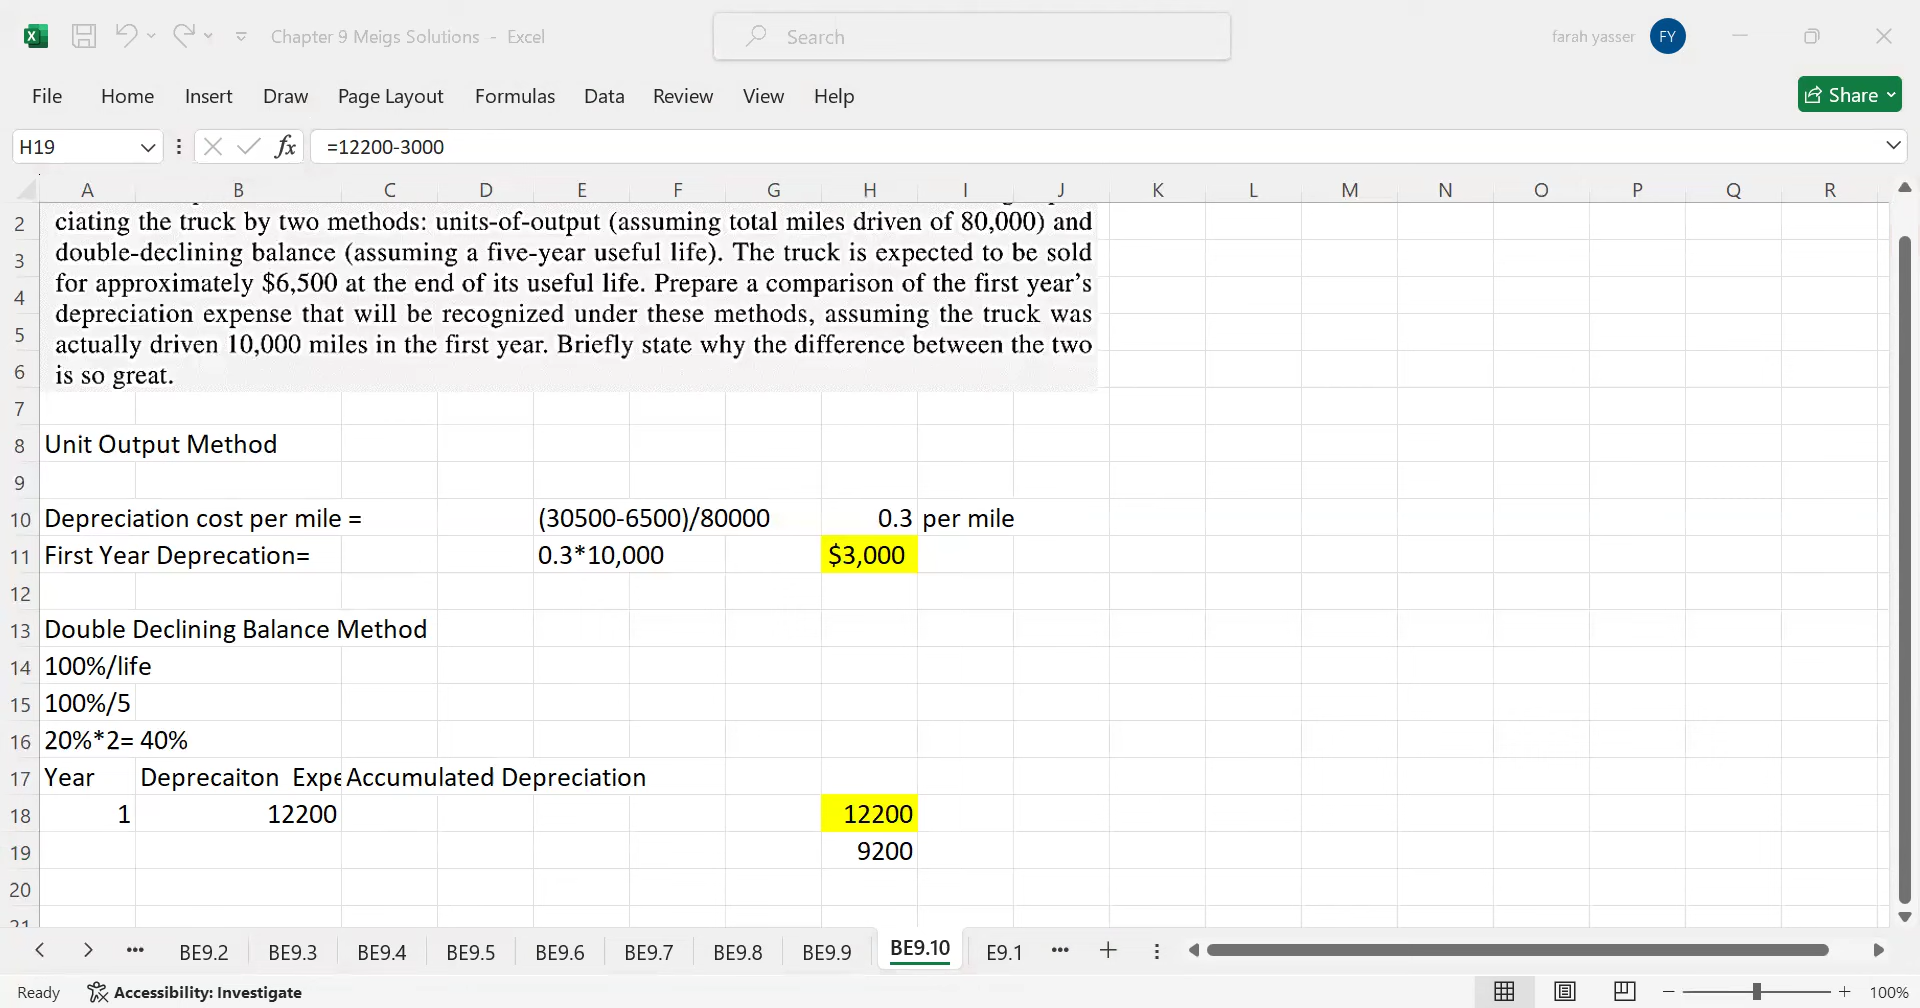 Chapter 9 Meigs Solutions - Excel
Search
farah yasser
FY
File Home Insert Draw Page Layout Formulas Data Review View Help
Share
H19
fx
=12200-3000
A B C D E F G H I J K L M N O P Q R
2
3
4
5
6
ciating the truck by two methods: units-of-output (assuming total miles driven of 80,000) and
double-declining balance (assuming a five-year useful life). The truck is expected to be sold
for approximately $6,500 at the end of its useful life. Prepare a comparison of the first year's
depreciation expense that will be recognized under these methods, assuming the truck was
actually driven 10,000 miles in the first year. Briefly state why the difference between the two
is so great.
7
8 Unit Output Method
9
10 Depreciation cost per mile = (30500-6500)/80000 0.3 per mile
11 First Year Deprecation= 0.3*10,000 $3,000
12
13 Double Declining Balance Method
14 100%/life
15 100%/5
16 20%*2= 40%
17 Year Deprecaiton Expe Accumulated Depreciation
18 1 12200 12200
19 9200
20
21
BE9.2 BE9.3 BE9.4 BE9.5 BE9.6 BE9.7 BE9.8 BE9.9 BE9.10 E9.1
Ready
Accessibility: Investigate
100%